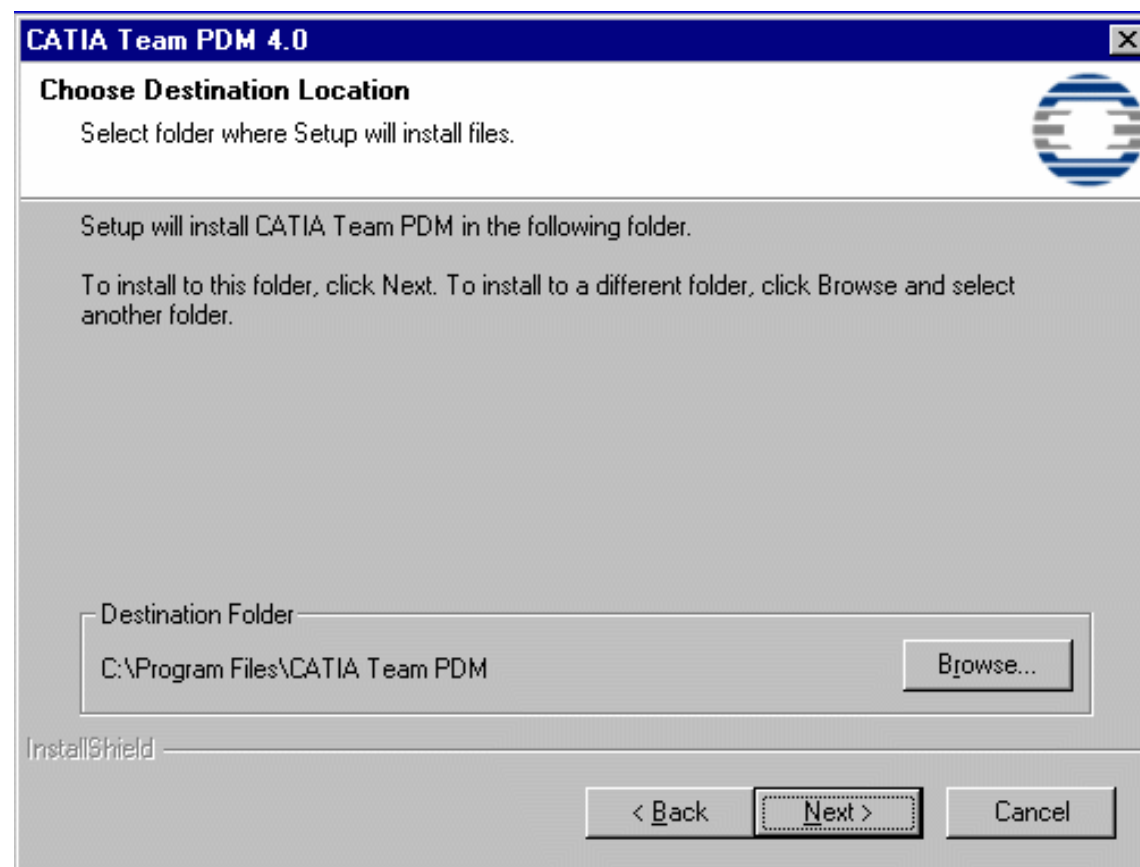 CATIA Team PDM 4.0
Choose Destination Location
Select folder where Setup will install files.
Setup will install CATIA Team PDM in the following folder.
To install to this folder, click Next. To install to a different folder, click Browse and select
another folder.
Destination Folder
C:\Program Files\CATIA Team PDM
Browse...
InstallShield
< Back
Next >
Cancel